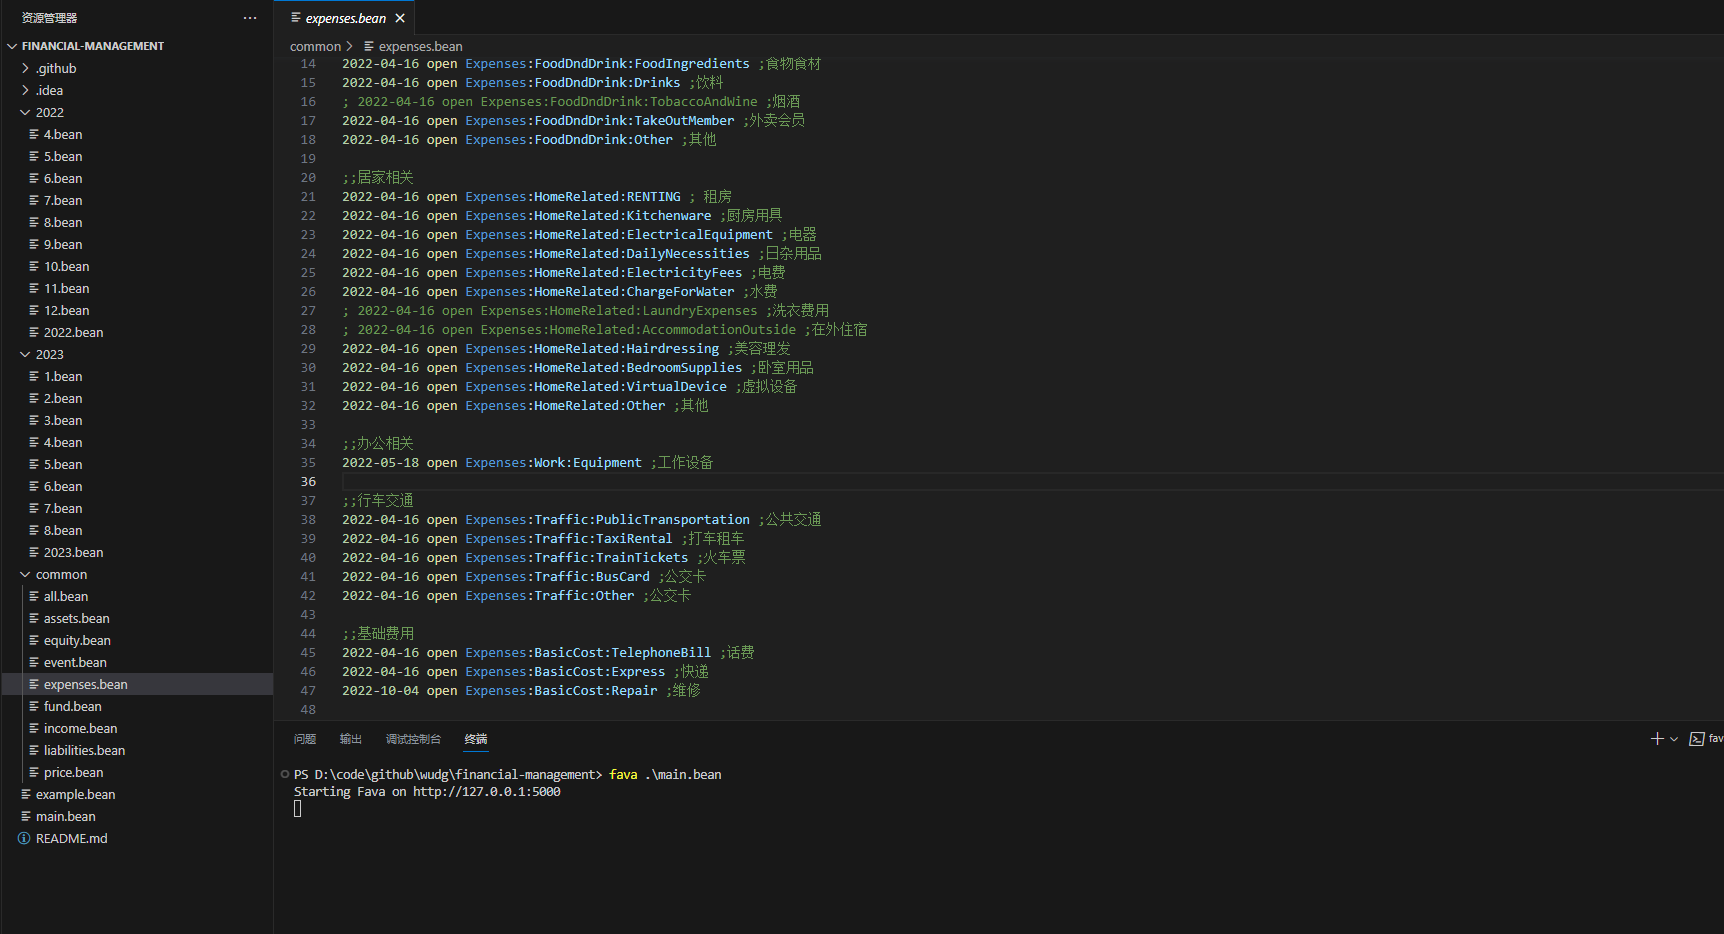 资源管理器
FINANCIAL-MANAGEMENT
.github
.idea
2022
4.bean
5.bean
6.bean
7.bean
8.bean
9.bean
10.bean
11.bean
12.bean
2022.bean
2023
1.bean
2.bean
3.bean
4.bean
5.bean
6.bean
7.bean
8.bean
2023.bean
common
all.bean
assets.bean
equity.bean
event.bean
expenses.bean
fund.bean
income.bean
liabilities.bean
price.bean
example.bean
main.bean
README.md
expenses.bean
common > expenses.bean
14 2022-04-16 open Expenses:FoodDndDrink:FoodIngredients ;食物食材
15 2022-04-16 open Expenses:FoodDndDrink:Drinks ;饮料
16 ; 2022-04-16 open Expenses:FoodDndDrink:TobaccoAndWine ;烟酒
17 2022-04-16 open Expenses:FoodDndDrink:TakeOutMember ;外卖会员
18 2022-04-16 open Expenses:FoodDndDrink:Other ;其他
19
20 ;;居家相关
21 2022-04-16 open Expenses:HomeRelated:RENTING ; 租房
22 2022-04-16 open Expenses:HomeRelated:Kitchenware ;厨房用具
23 2022-04-16 open Expenses:HomeRelated:ElectricalEquipment ;电器
24 2022-04-16 open Expenses:HomeRelated:DailyNecessities ;日杂用品
25 2022-04-16 open Expenses:HomeRelated:ElectricityFees ;电费
26 2022-04-16 open Expenses:HomeRelated:ChargeForWater ;水费
27 ; 2022-04-16 open Expenses:HomeRelated:LaundryExpenses ;洗衣费用
28 ; 2022-04-16 open Expenses:HomeRelated:AccommodationOutside ;在外住宿
29 2022-04-16 open Expenses:HomeRelated:Hairdressing ;美容理发
30 2022-04-16 open Expenses:HomeRelated:BedroomSupplies ;卧室用品
31 2022-04-16 open Expenses:HomeRelated:VirtualDevice ;虚拟设备
32 2022-04-16 open Expenses:HomeRelated:Other ;其他
33
34 ;;办公相关
35 2022-05-18 open Expenses:Work:Equipment ;工作设备
36
37 ;;行车交通
38 2022-04-16 open Expenses:Traffic:PublicTransportation ;公共交通
39 2022-04-16 open Expenses:Traffic:TaxiRental ;打车租车
40 2022-04-16 open Expenses:Traffic:TrainTickets ;火车票
41 2022-04-16 open Expenses:Traffic:BusCard ;公交卡
42 2022-04-16 open Expenses:Traffic:Other ;公交卡
43
44 ;;基础费用
45 2022-04-16 open Expenses:BasicCost:TelephoneBill ;话费
46 2022-04-16 open Expenses:BasicCost:Express ;快递
47 2022-10-04 open Expenses:BasicCost:Repair ;维修
48
问题 输出 调试控制台 终端
fav
PS D:\code\github\wudg\financial-management> fava .\main.bean
Starting Fava on http://127.0.0.1:5000